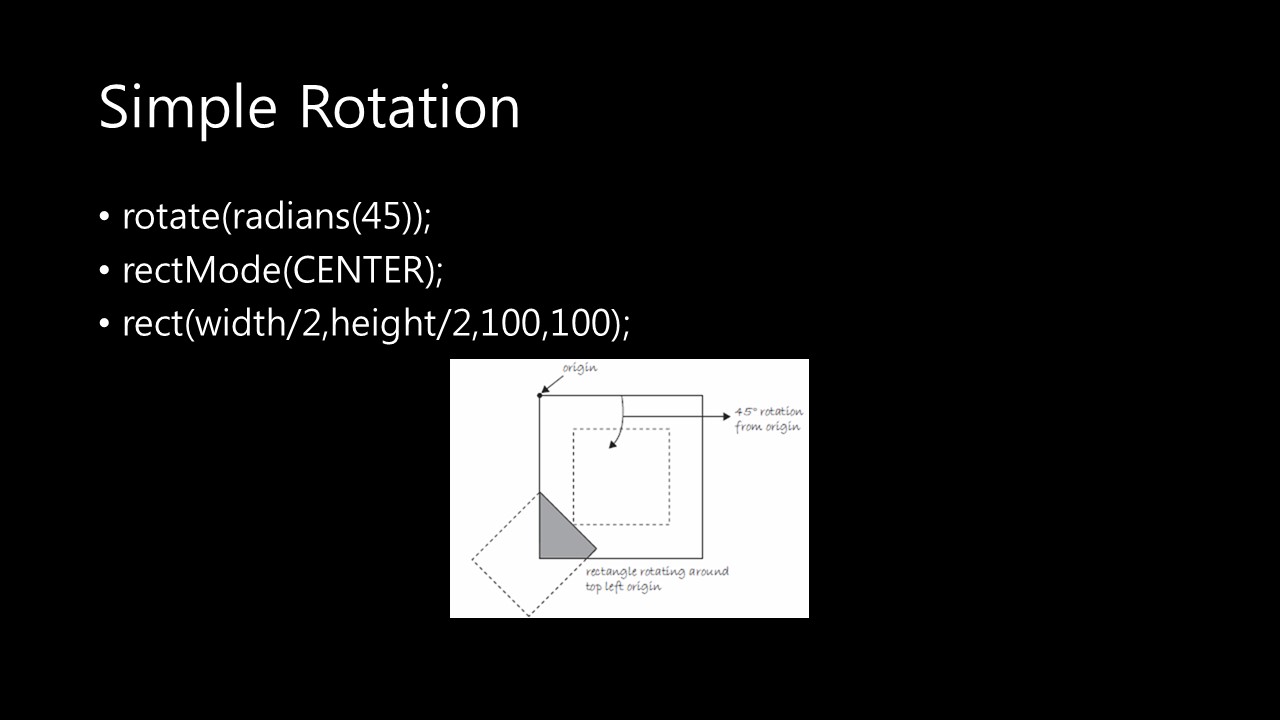 Simple Rotation
• rotate(radians(45));
• rectMode(CENTER);
• rect(width/2,height/2,100,100);
origin
45° rotation
from origin
rectangle rotating around
top left origin